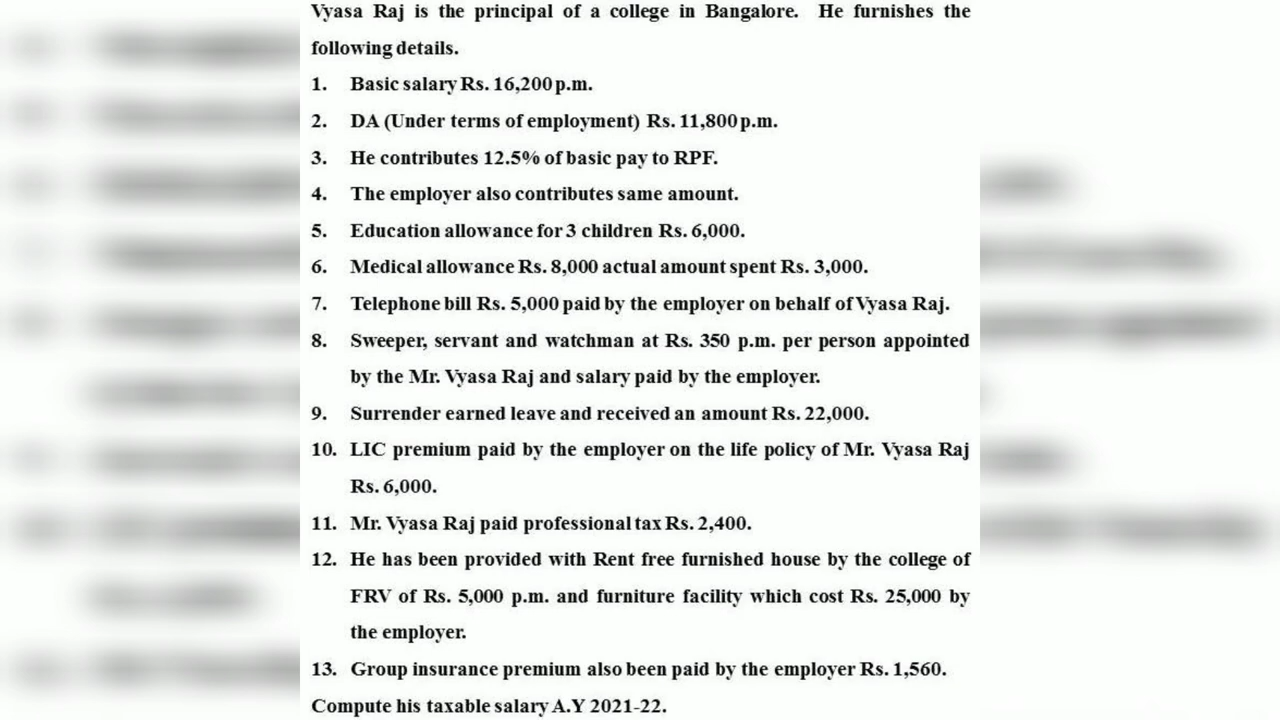 Vyasa Raj is the principal of a college in Bangalore. He furnishes the
following details.
1. Basic salary Rs. 16,200 p.m.
2. DA (Under terms of employment) Rs. 11,800 p.m.
3. He contributes 12.5% of basic pay to RPF.
4. The employer also contributes same amount.
5. Education allowance for 3 children Rs. 6,000.
6. Medical allowance Rs. 8,000 actual amount spent Rs. 3,000.
7. Telephone bill Rs. 5,000 paid by the employer on behalf of Vyasa Raj.
8. Sweeper, servant and watchman at Rs. 350 p.m. per person appointed
by the Mr. Vyasa Raj and salary paid by the employer.
9. Surrender earned leave and received an amount Rs. 22,000.
10. LIC premium paid by the employer on the life policy of Mr. Vyasa Raj
Rs. 6,000.
11. Mr. Vyasa Raj paid professional tax Rs. 2,400.
12. He has been provided with Rent free furnished house by the college of
FRV of Rs. 5,000 p.m. and furniture facility which cost Rs. 25,000 by
the employer.
13. Group insurance premium also been paid by the employer Rs. 1,560.
Compute his taxable salary A.Y 2021-22.